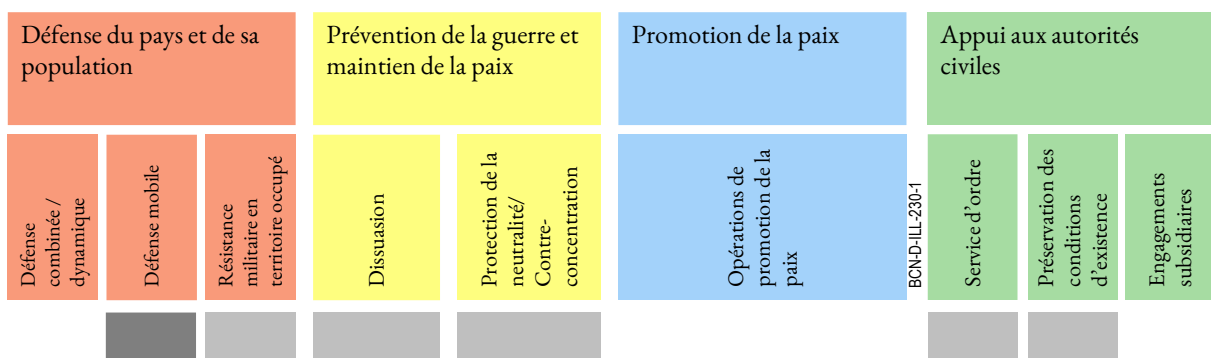 Défense du pays et de sa
population
Prévention de la guerre et
maintien de la paix
Promotion de la paix
Appui aux autorités
civiles
Défense
combinée /
dynamique
Défense mobile
Résistance
militaire en
territoire occupé
Dissuasion
Protection de la
neutralité/
Contre-
concentration
Opérations de
promotion de la
paix
BCN-D-ILL-230-1
Service d’ordre
Préservation des
conditions
d’existence
Engagements
subsidiaires